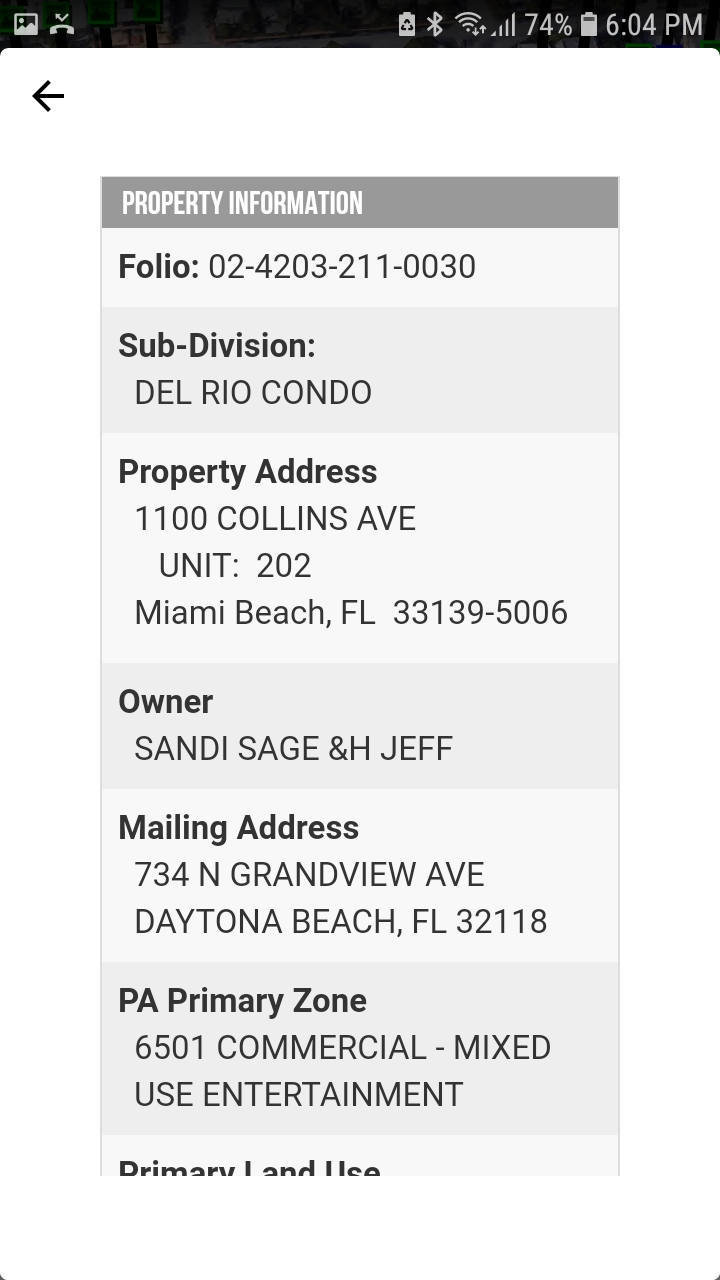 74% 6:04 PM
PROPERTY INFORMATION
Folio: 02-4203-211-0030
Sub-Division:
DEL RIO CONDO
Property Address
1100 COLLINS AVE
UNIT: 202
Miami Beach, FL 33139-5006
Owner
SANDI SAGE &H JEFF
Mailing Address
734 N GRANDVIEW AVE
DAYTONA BEACH, FL 32118
PA Primary Zone
6501 COMMERCIAL - MIXED
USE ENTERTAINMENT
Primary Land Use